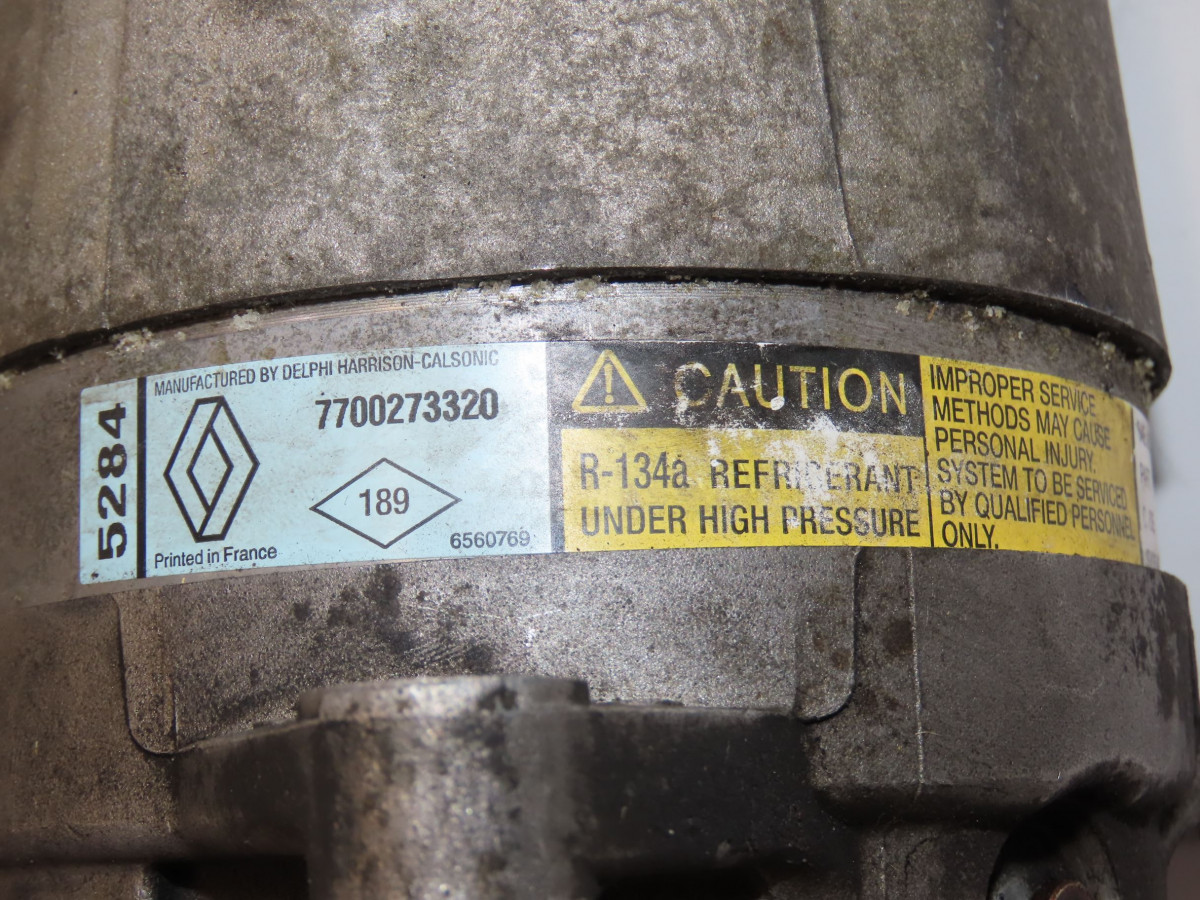 5284
MANUFACTURED BY DELPHI HARRISON-CALSONIC
7700273320
189
Printed in France
6560769
CAUTION
R-134a REFRIGERANT
UNDER HIGH PRESSURE
IMPROPER SERVICE
METHODS MAY CAUSE
PERSONAL INJURY.
SYSTEM TO BE SERVICED
BY QUALIFIED PERSONNEL
ONLY.